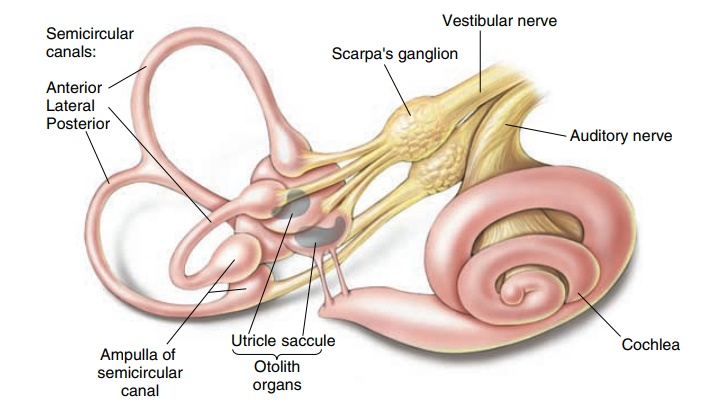 Vestibular nerve
Semicircular
canals:
Scarpa's ganglion
Anterior
Lateral
Posterior
Auditory nerve
Utricle saccule
Cochlea
Ampulla of
semicircular
canal
Otolith
organs